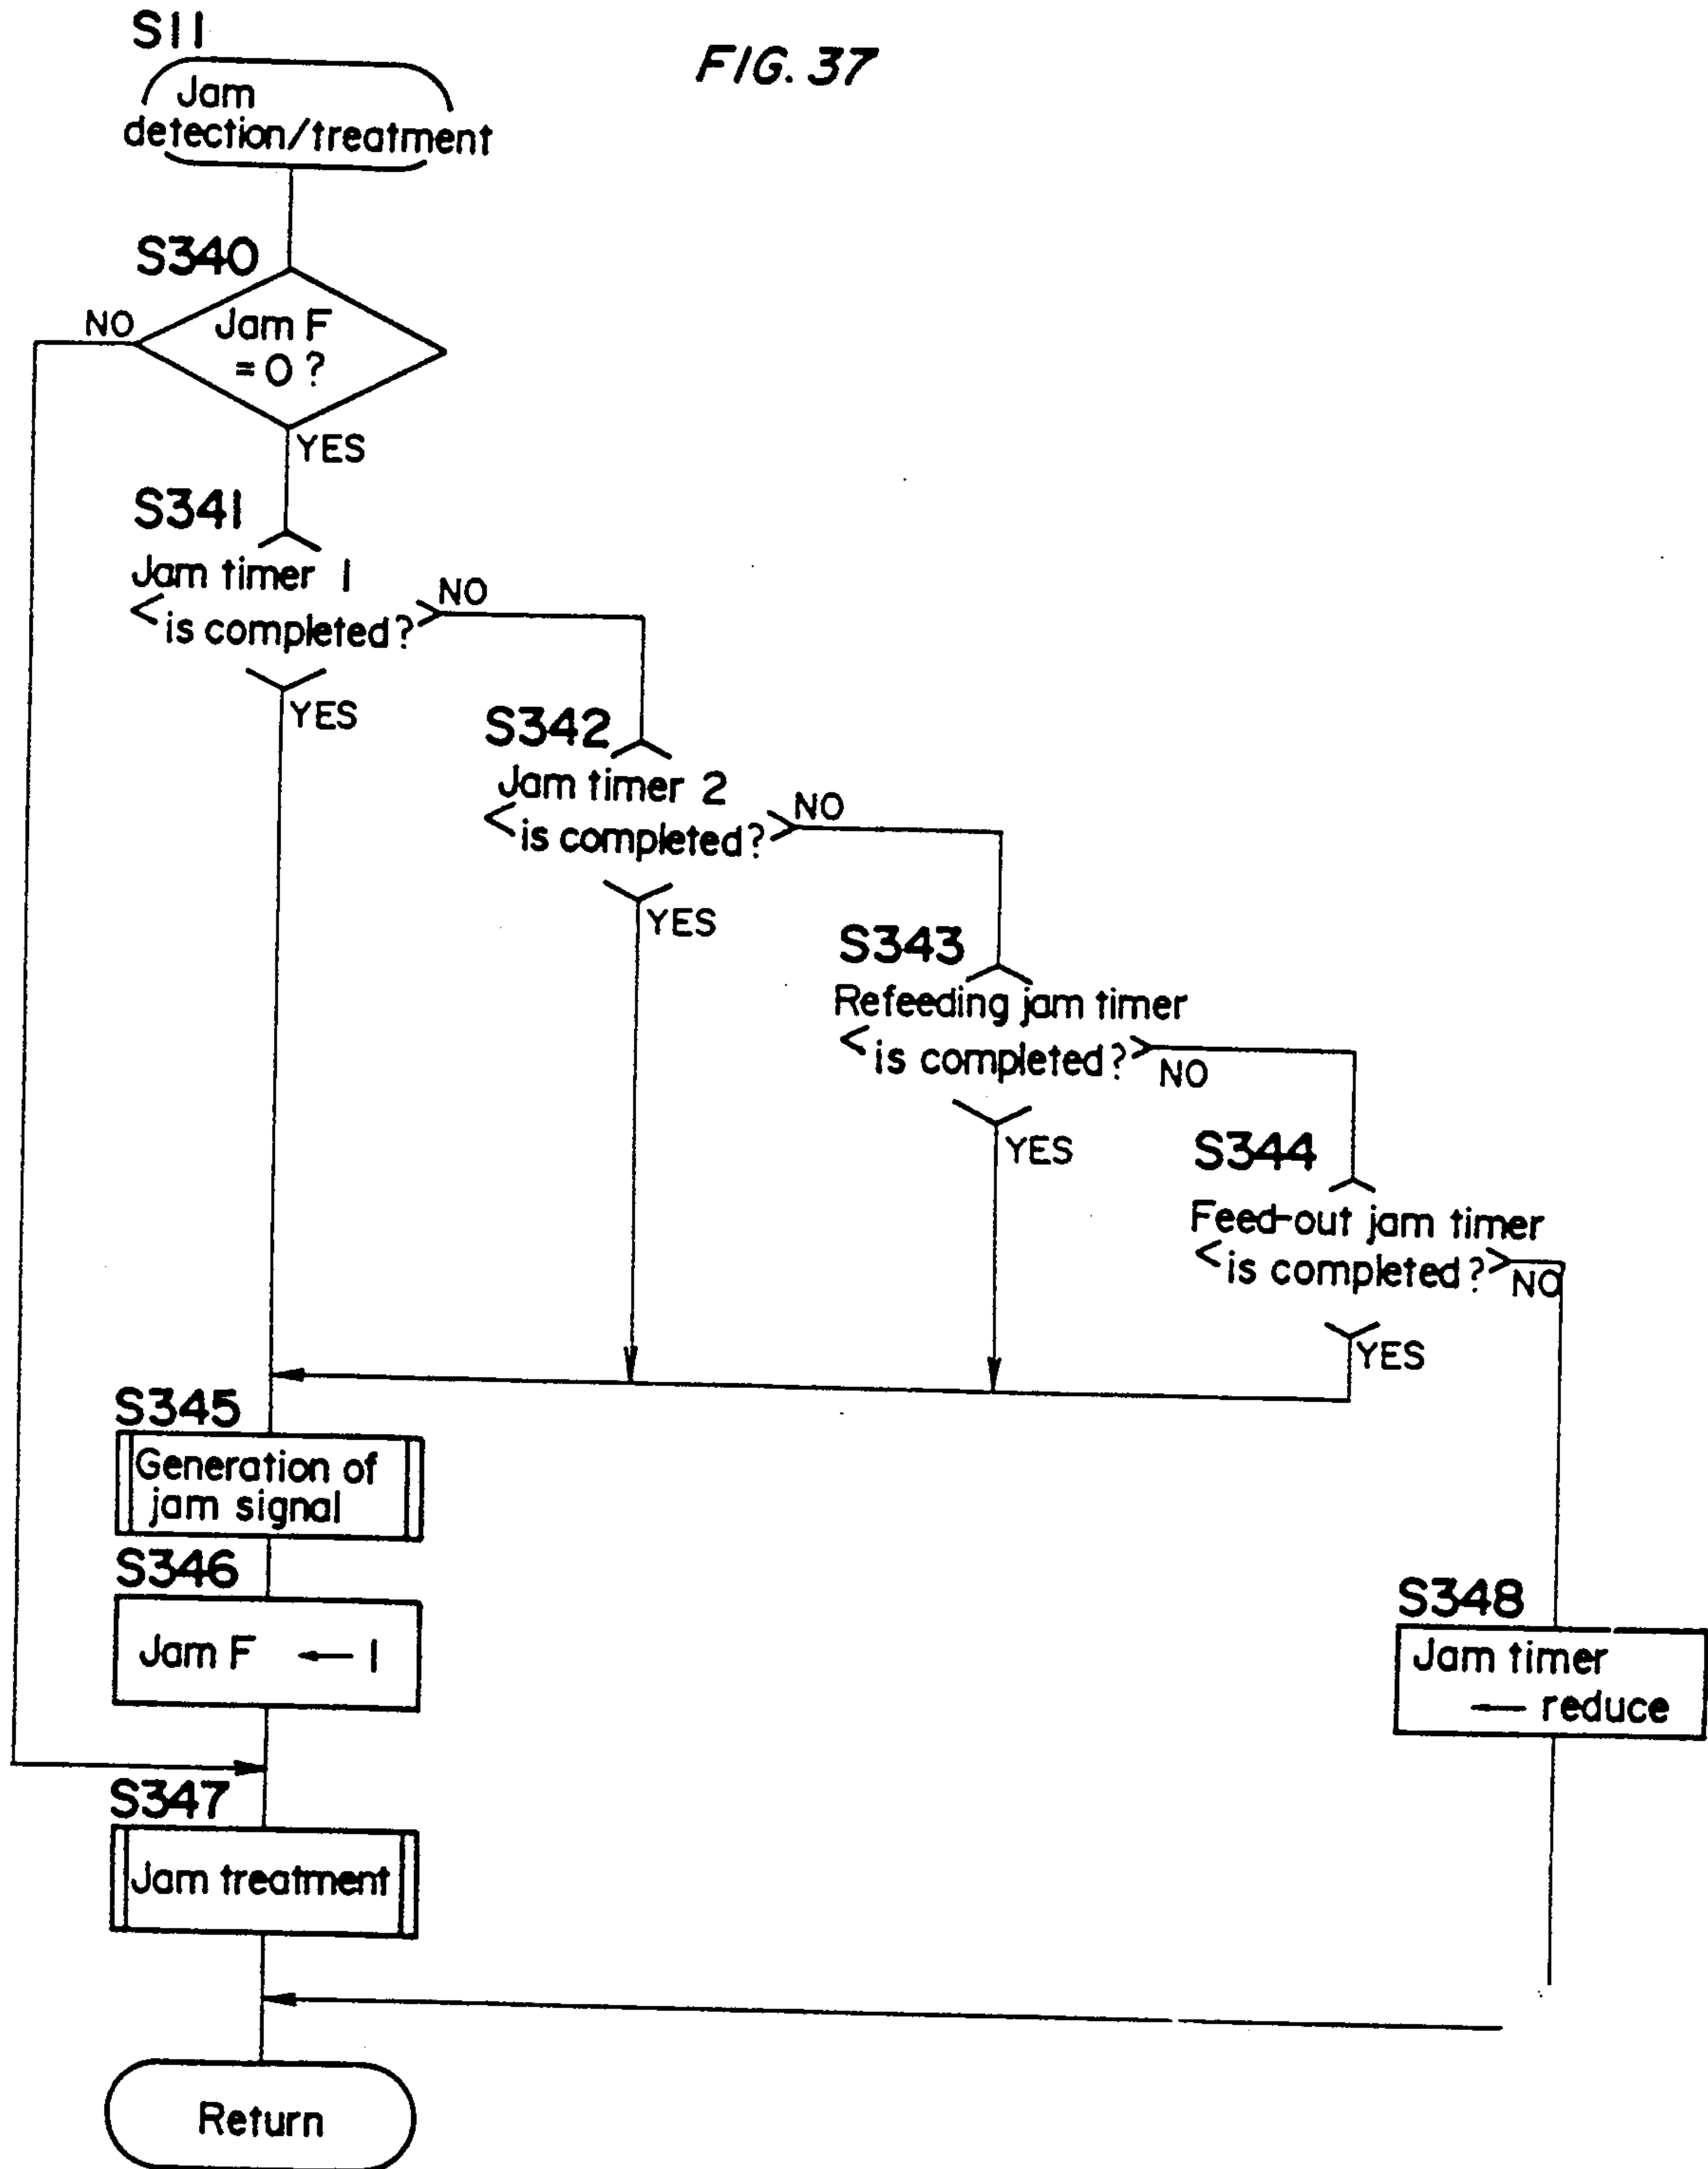 S11
FIG. 37
Jam
detection/treatment
S340
NO
Jam F
= 0 ?
YES
S341
Jam timer 1
is completed?
NO
YES
S342
Jam timer 2
is completed?
NO
YES
S343
Refeeding jam timer
is completed?
NO
YES
S344
Feed-out jam timer
is completed?
NO
YES
S345
Generation of
jam signal
S346
Jam F ← 1
S348
Jam timer
← reduce
S347
Jam treatment
Return